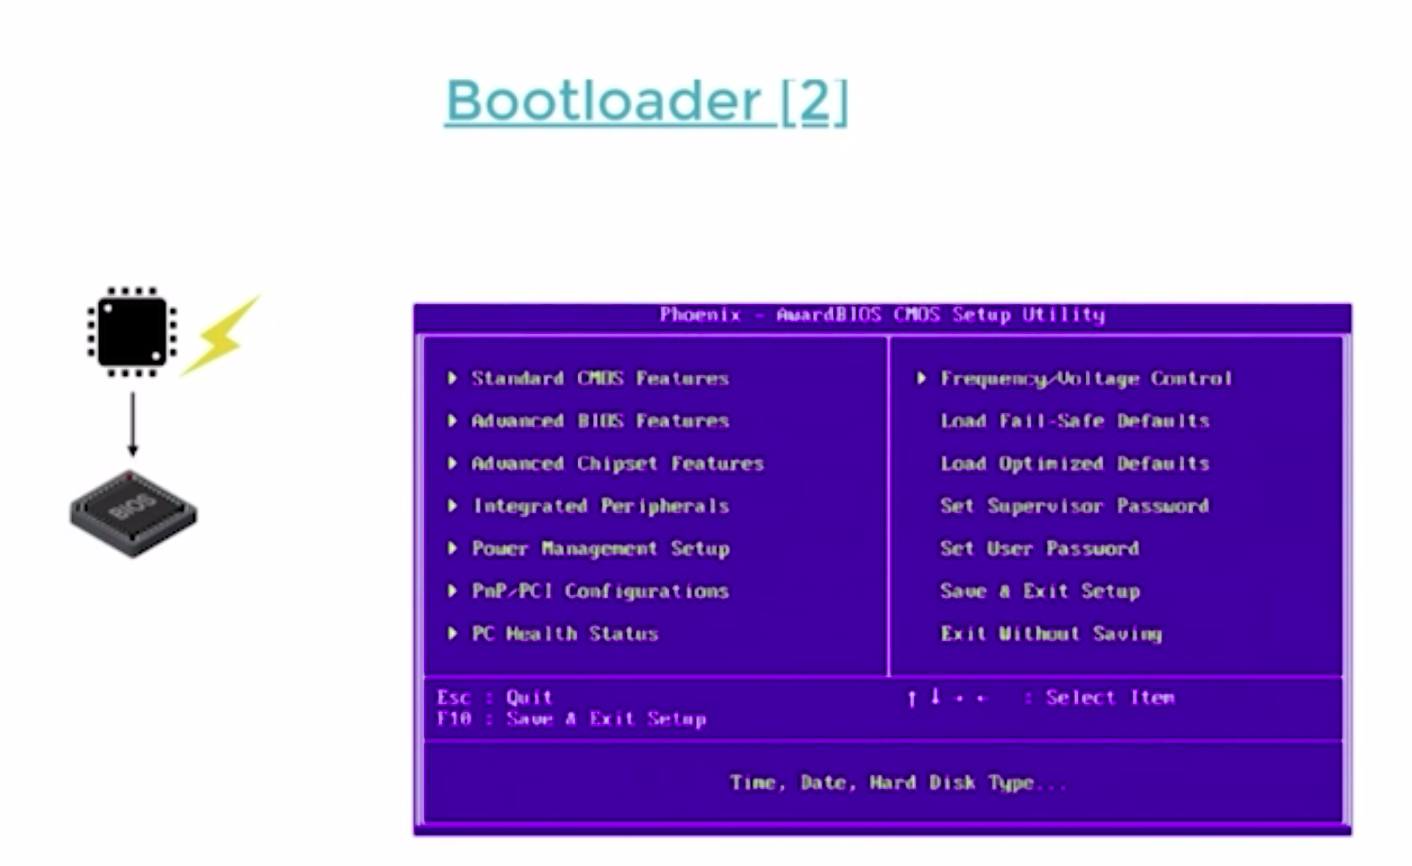 Bootloader [2]
BIOS
Phoenix - AwardBIOS CMOS Setup Utility
Standard CMOS Features
Advanced BIOS Features
Advanced Chipset Features
Integrated Peripherals
Power Management Setup
PnP/PCI Configurations
PC Health Status
Frequency/Voltage Control
Load Fail-Safe Defaults
Load Optimized Defaults
Set Supervisor Password
Set User Password
Save & Exit Setup
Exit Without Saving
Esc : Quit
F10 : Save & Exit Setup
↑ ↓ → ← : Select Item
Time, Date, Hard Disk Type...